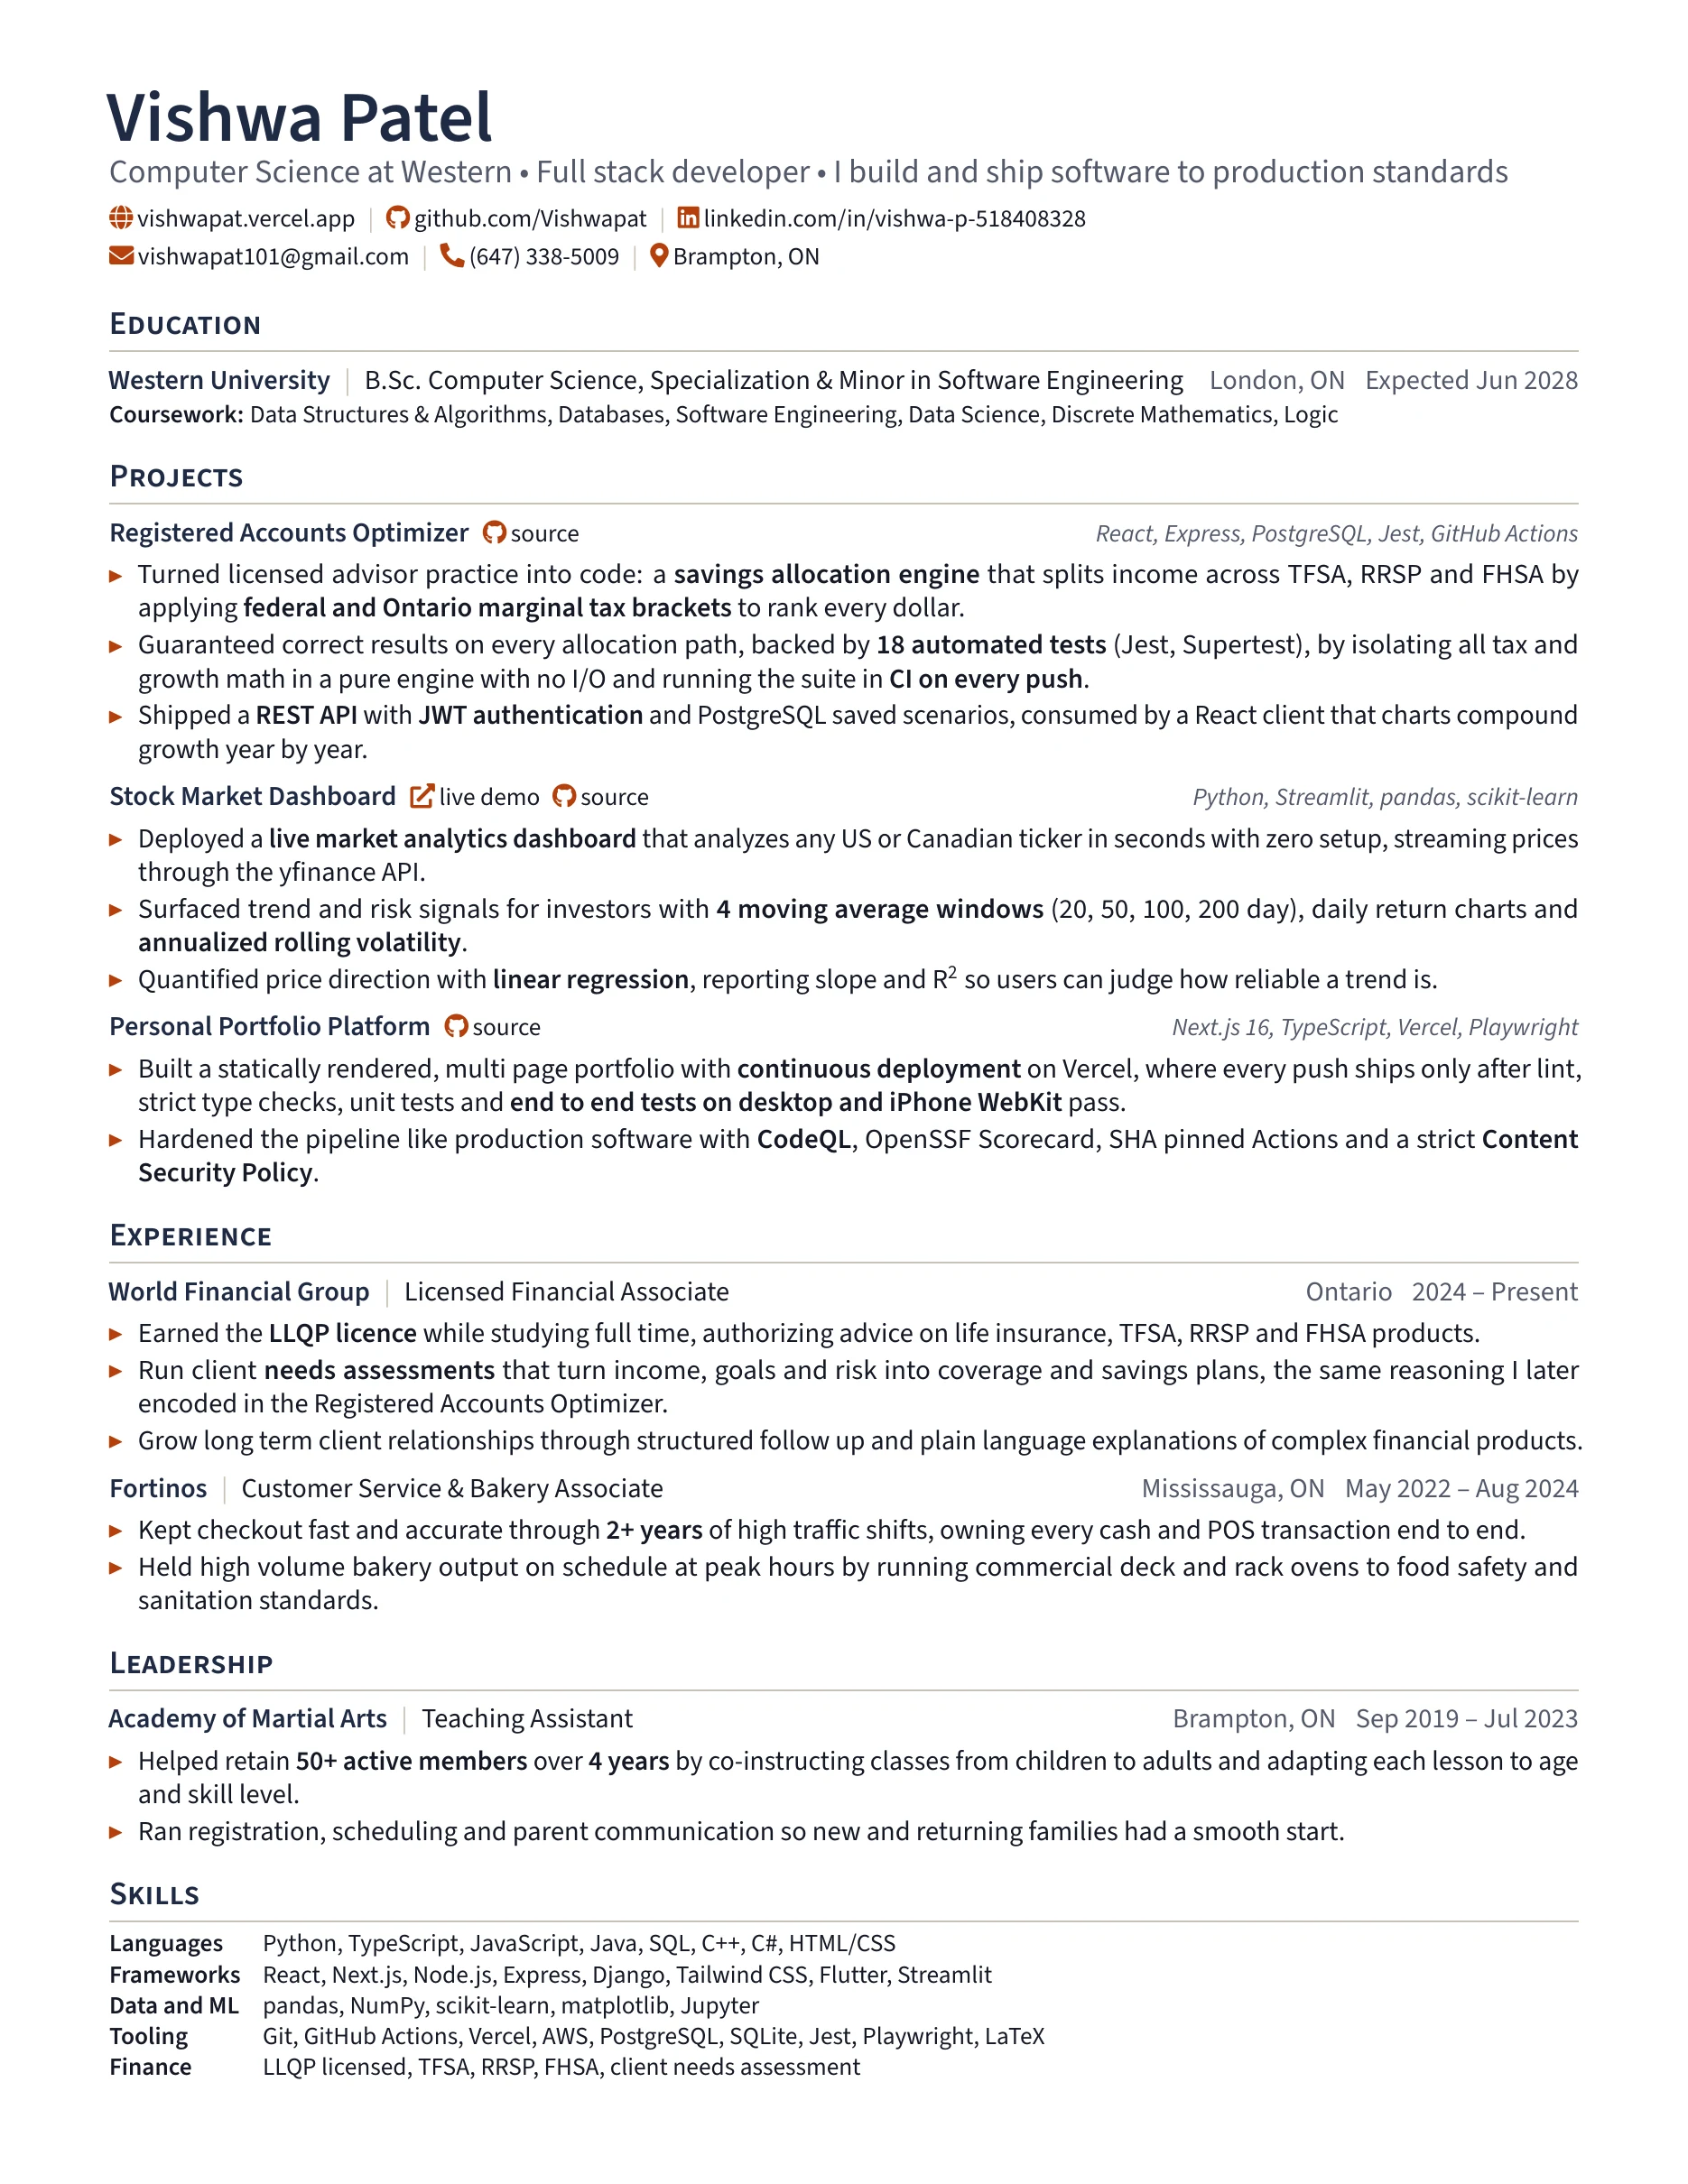 Vishwa Patel
Computer Science at Western • Full stack developer • I build and ship software to production standards
vishwapat.vercel.app | github.com/Vishwapat | linkedin.com/in/vishwa-p-518408328
vishwapat101@gmail.com | (647) 338-5009 | Brampton, ON
Education
Western University | B.Sc. Computer Science, Specialization & Minor in Software Engineering London, ON Expected Jun 2028
Coursework: Data Structures & Algorithms, Databases, Software Engineering, Data Science, Discrete Mathematics, Logic
Projects
Registered Accounts Optimizer source React, Express, PostgreSQL, Jest, GitHub Actions
▸ Turned licensed advisor practice into code: a savings allocation engine that splits income across TFSA, RRSP and FHSA by
applying federal and Ontario marginal tax brackets to rank every dollar.
▸ Guaranteed correct results on every allocation path, backed by 18 automated tests (Jest, Supertest), by isolating all tax and
growth math in a pure engine with no I/O and running the suite in CI on every push.
▸ Shipped a REST API with JWT authentication and PostgreSQL saved scenarios, consumed by a React client that charts compound
growth year by year.
Stock Market Dashboard live demo source Python, Streamlit, pandas, scikit-learn
▸ Deployed a live market analytics dashboard that analyzes any US or Canadian ticker in seconds with zero setup, streaming prices
through the yfinance API.
▸ Surfaced trend and risk signals for investors with 4 moving average windows (20, 50, 100, 200 day), daily return charts and
annualized rolling volatility.
▸ Quantified price direction with linear regression, reporting slope and R² so users can judge how reliable a trend is.
Personal Portfolio Platform source Next.js 16, TypeScript, Vercel, Playwright
▸ Built a statically rendered, multi page portfolio with continuous deployment on Vercel, where every push ships only after lint,
strict type checks, unit tests and end to end tests on desktop and iPhone WebKit pass.
▸ Hardened the pipeline like production software with CodeQL, OpenSSF Scorecard, SHA pinned Actions and a strict Content
Security Policy.
Experience
World Financial Group | Licensed Financial Associate Ontario 2024 – Present
▸ Earned the LLQP licence while studying full time, authorizing advice on life insurance, TFSA, RRSP and FHSA products.
▸ Run client needs assessments that turn income, goals and risk into coverage and savings plans, the same reasoning I later
encoded in the Registered Accounts Optimizer.
▸ Grow long term client relationships through structured follow up and plain language explanations of complex financial products.
Fortinos | Customer Service & Bakery Associate Mississauga, ON May 2022 – Aug 2024
▸ Kept checkout fast and accurate through 2+ years of high traffic shifts, owning every cash and POS transaction end to end.
▸ Held high volume bakery output on schedule at peak hours by running commercial deck and rack ovens to food safety and
sanitation standards.
Leadership
Academy of Martial Arts | Teaching Assistant Brampton, ON Sep 2019 – Jul 2023
▸ Helped retain 50+ active members over 4 years by co-instructing classes from children to adults and adapting each lesson to age
and skill level.
▸ Ran registration, scheduling and parent communication so new and returning families had a smooth start.
Skills
Languages Python, TypeScript, JavaScript, Java, SQL, C++, C#, HTML/CSS
Frameworks React, Next.js, Node.js, Express, Django, Tailwind CSS, Flutter, Streamlit
Data and ML pandas, NumPy, scikit-learn, matplotlib, Jupyter
Tooling Git, GitHub Actions, Vercel, AWS, PostgreSQL, SQLite, Jest, Playwright, LaTeX
Finance LLQP licensed, TFSA, RRSP, FHSA, client needs assessment